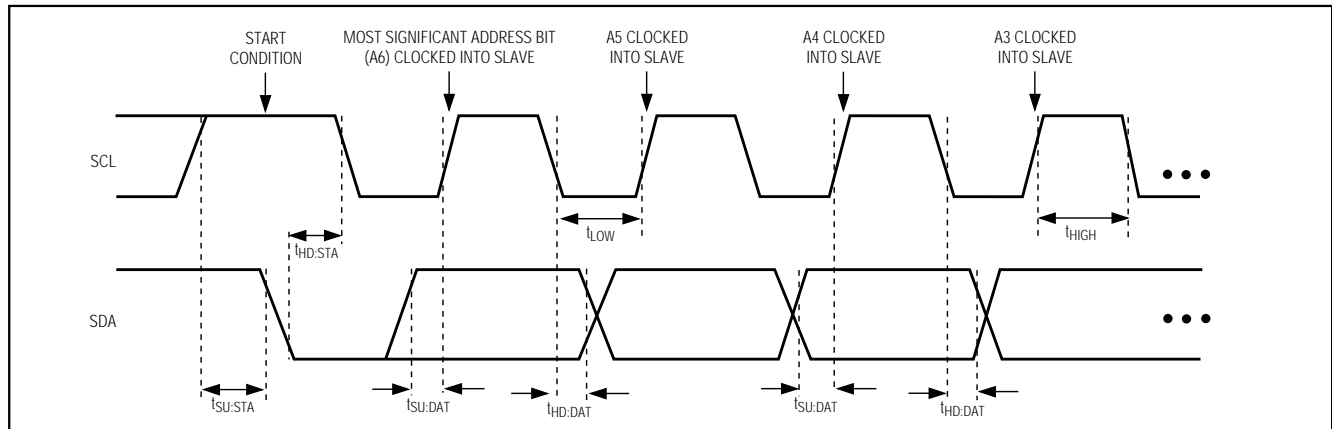 START
CONDITION
MOST SIGNIFICANT ADDRESS BIT
(A6) CLOCKED INTO SLAVE
A5 CLOCKED
INTO SLAVE
A4 CLOCKED
INTO SLAVE
A3 CLOCKED
INTO SLAVE
SCL
tHD:STA
tLOW
tHIGH
SDA
tSU:STA
tSU:DAT
tHD:DAT
tSU:DAT
tHD:DAT